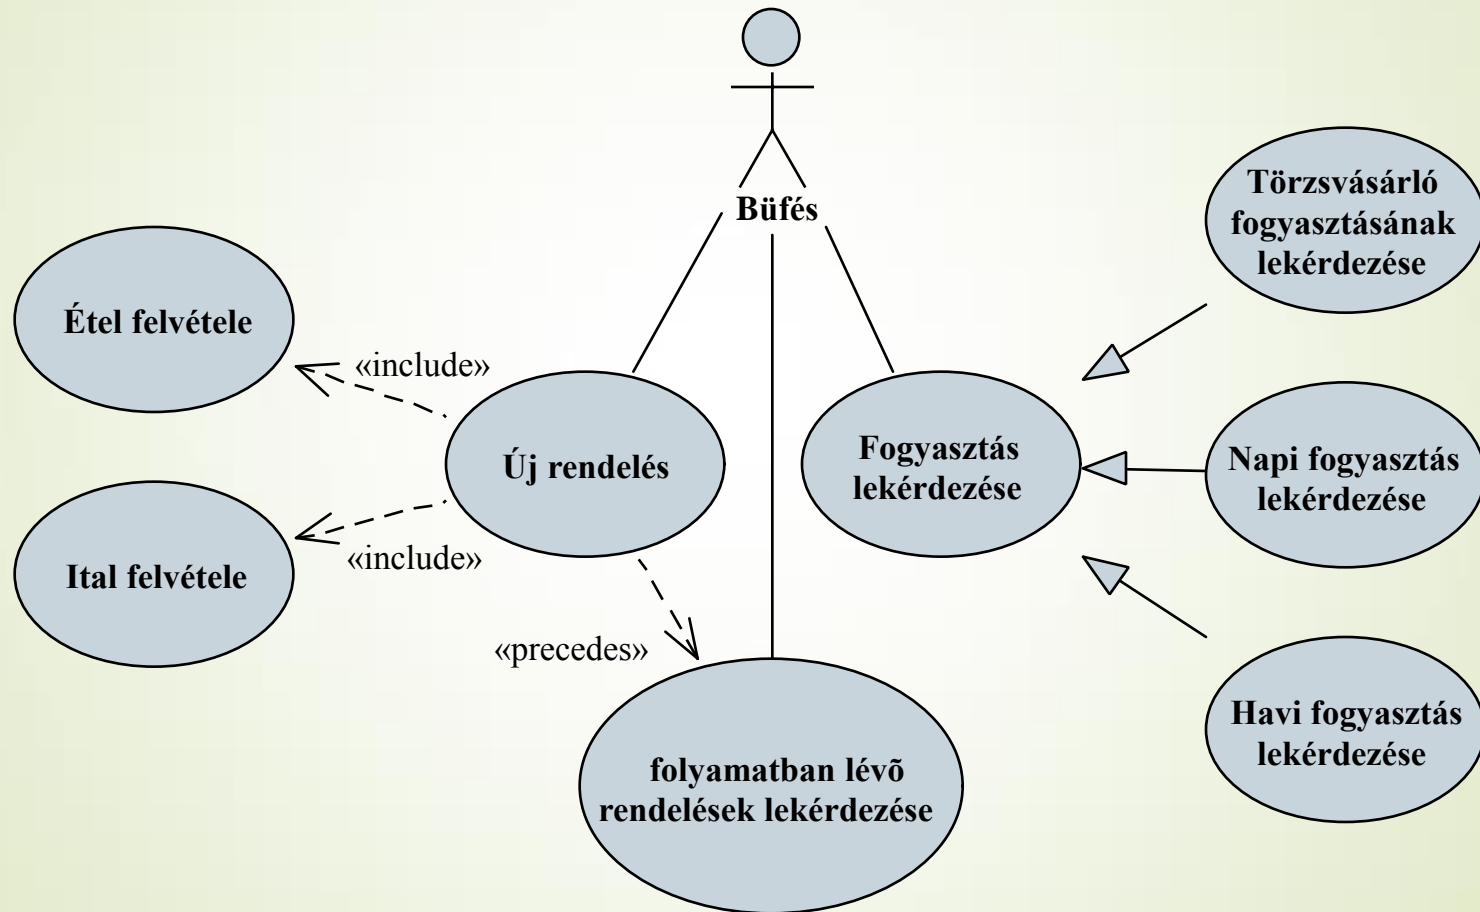 Büfés
Törzsvásárló
fogyasztásának
lekérdezése
Étel felvétele
«include»
Új rendelés
Fogyasztás
lekérdezése
Napi fogyasztás
lekérdezése
Ital felvétele
«include»
«precedes»
folyamatban lévõ
rendelések lekérdezése
Havi fogyasztás
lekérdezése